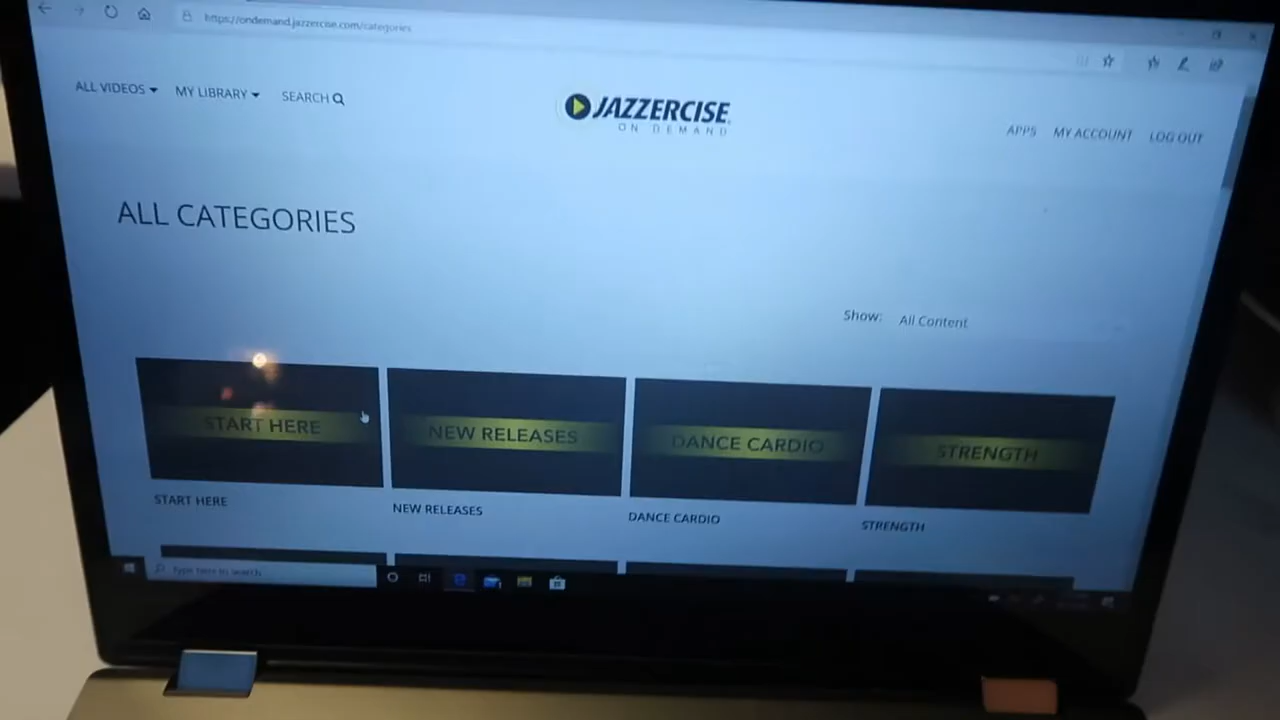 https://ondemand.jazzercise.com/categories
ALL VIDEOS MY LIBRARY SEARCH
JAZZERCISE
ON DEMAND
APPS MY ACCOUNT LOG OUT
ALL CATEGORIES
Show: All Content
START HERE NEW RELEASES DANCE CARDIO STRENGTH
START HERE NEW RELEASES DANCE CARDIO STRENGTH
Type here to search